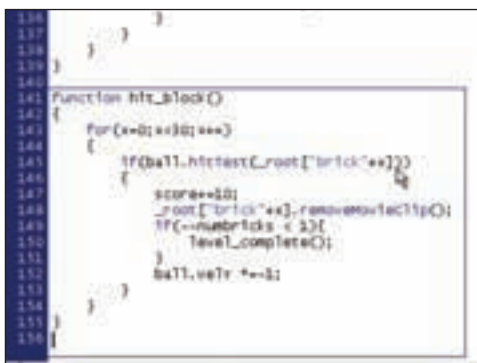 136 }
137 }
138 }
139 }
140
141 function hit_block()
142 {
143 for(x=0;x<30;x++)
144 {
145 if(ball.hittest(_root["brick"+x]))
146 {
147 score+=10;
148 _root["brick"+x].removeMovieClip();
149 if(--numbricks < 1){
150 level_complete();
151 }
152 ball.velY *=-1;
153 }
154 }
155 }
156